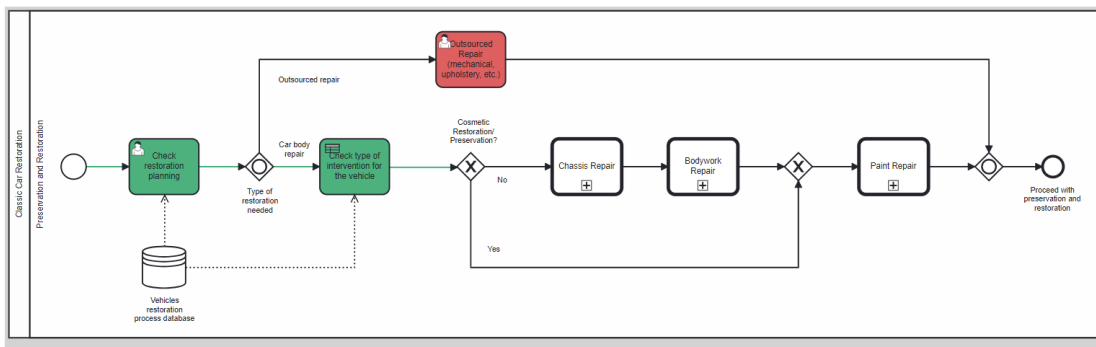 Classic Car Restoration
Preservation and Restoration
Check
restoration
planning
Vehicles
restoration
process database
Type of
restoration
needed
Outsourced repair
Car body
repair
Outsourced
Repair
(mechanical,
upholstery, etc.)
Check type of
intervention for
the vehicle
Cosmetic
Restoration/
Preservation?
No
Yes
Chassis Repair
Bodywork
Repair
Paint Repair
Proceed with
preservation and
restoration